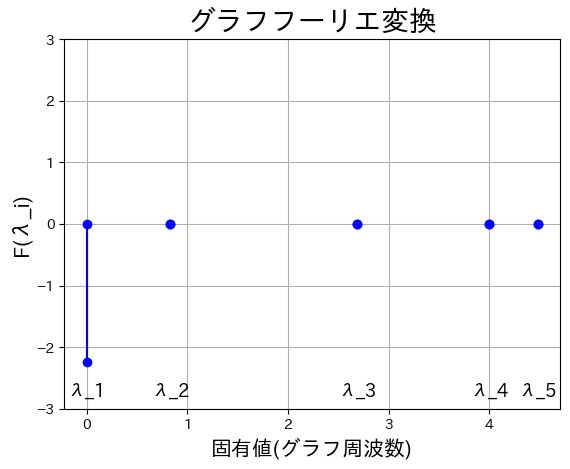 グラフフーリエ変換
F(λ_i)
3
2
1
0
−1
−2
−3
λ_1
λ_2
λ_3
λ_4
λ_5
0
1
2
3
4
固有値(グラフ周波数)